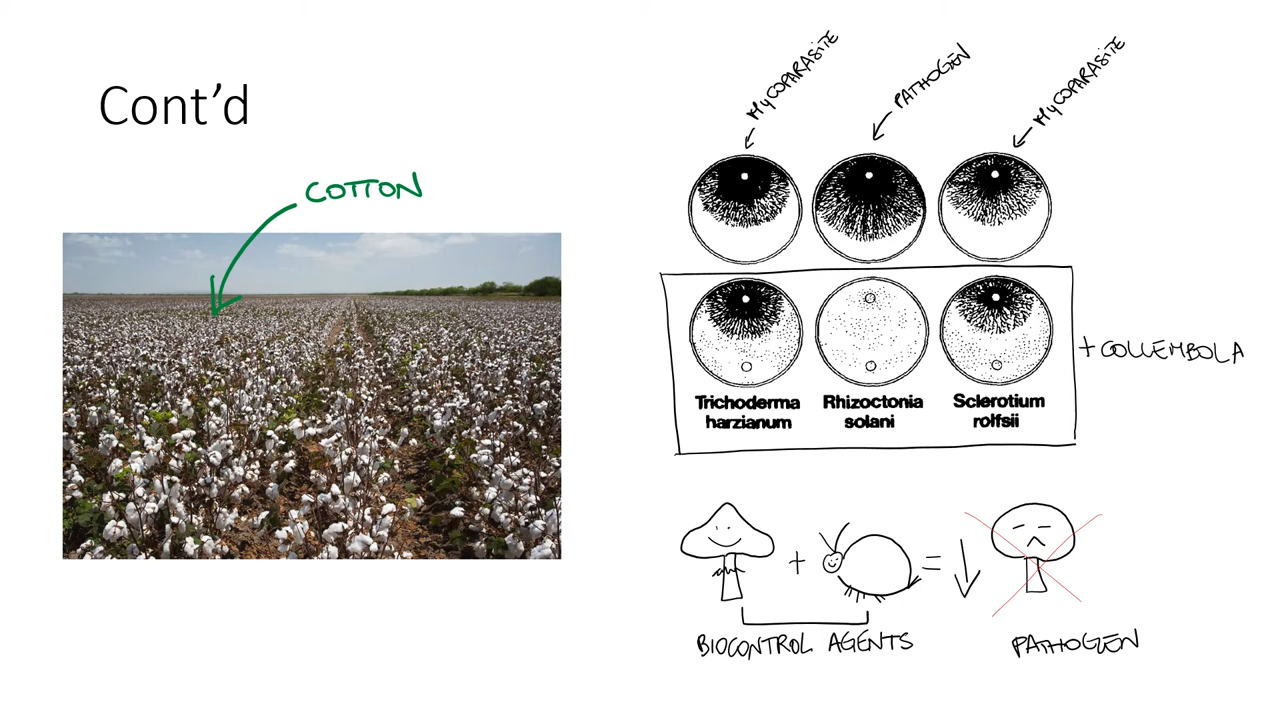 Cont’d
COTTON
MYCOPARASITE
PATHOGEN
MYCOPARASITE
Trichoderma
harzianum
Rhizoctonia
solani
Sclerotium
rolfsii
+ COLLEMBOLA
+ = ↓
BIOCONTROL AGENTS
PATHOGEN